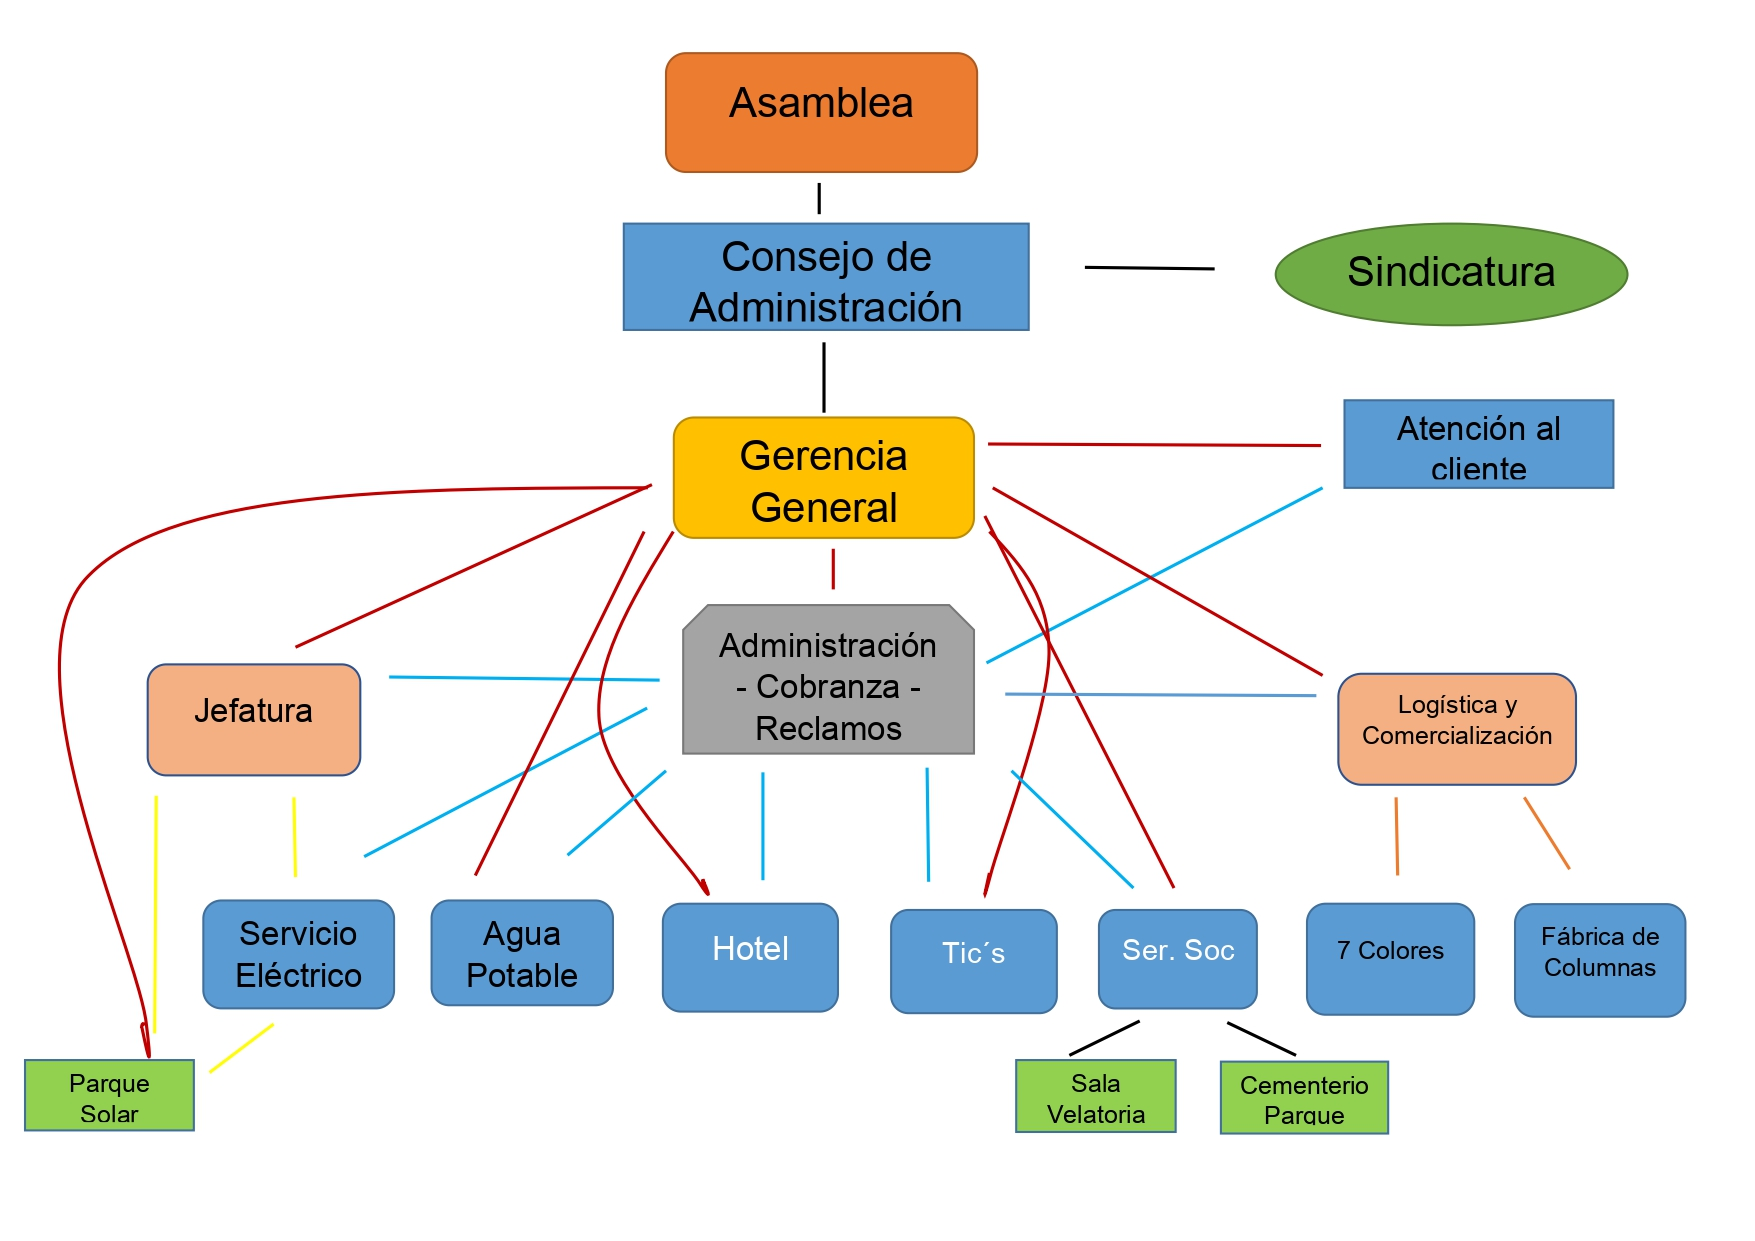 Asamblea
Consejo de
Administración
Sindicatura
Gerencia
General
Atención al
cliente
Administración
- Cobranza -
Reclamos
Jefatura
Logística y
Comercialización
Servicio
Eléctrico
Agua
Potable
Hotel
Tic´s
Ser. Soc
7 Colores
Fábrica de
Columnas
Parque
Solar
Sala
Velatoria
Cementerio
Parque